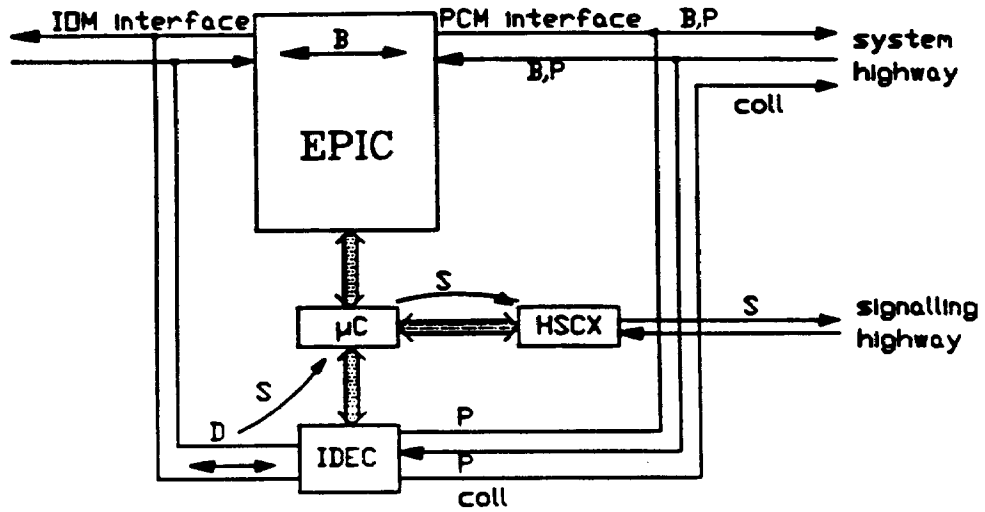 IOM interface
PCM interface
B,P
B
B,P
system
highway
coll
EPIC
S
µC
HSCX
S
signalling
highway
S
D
IDEC
P
P
coll